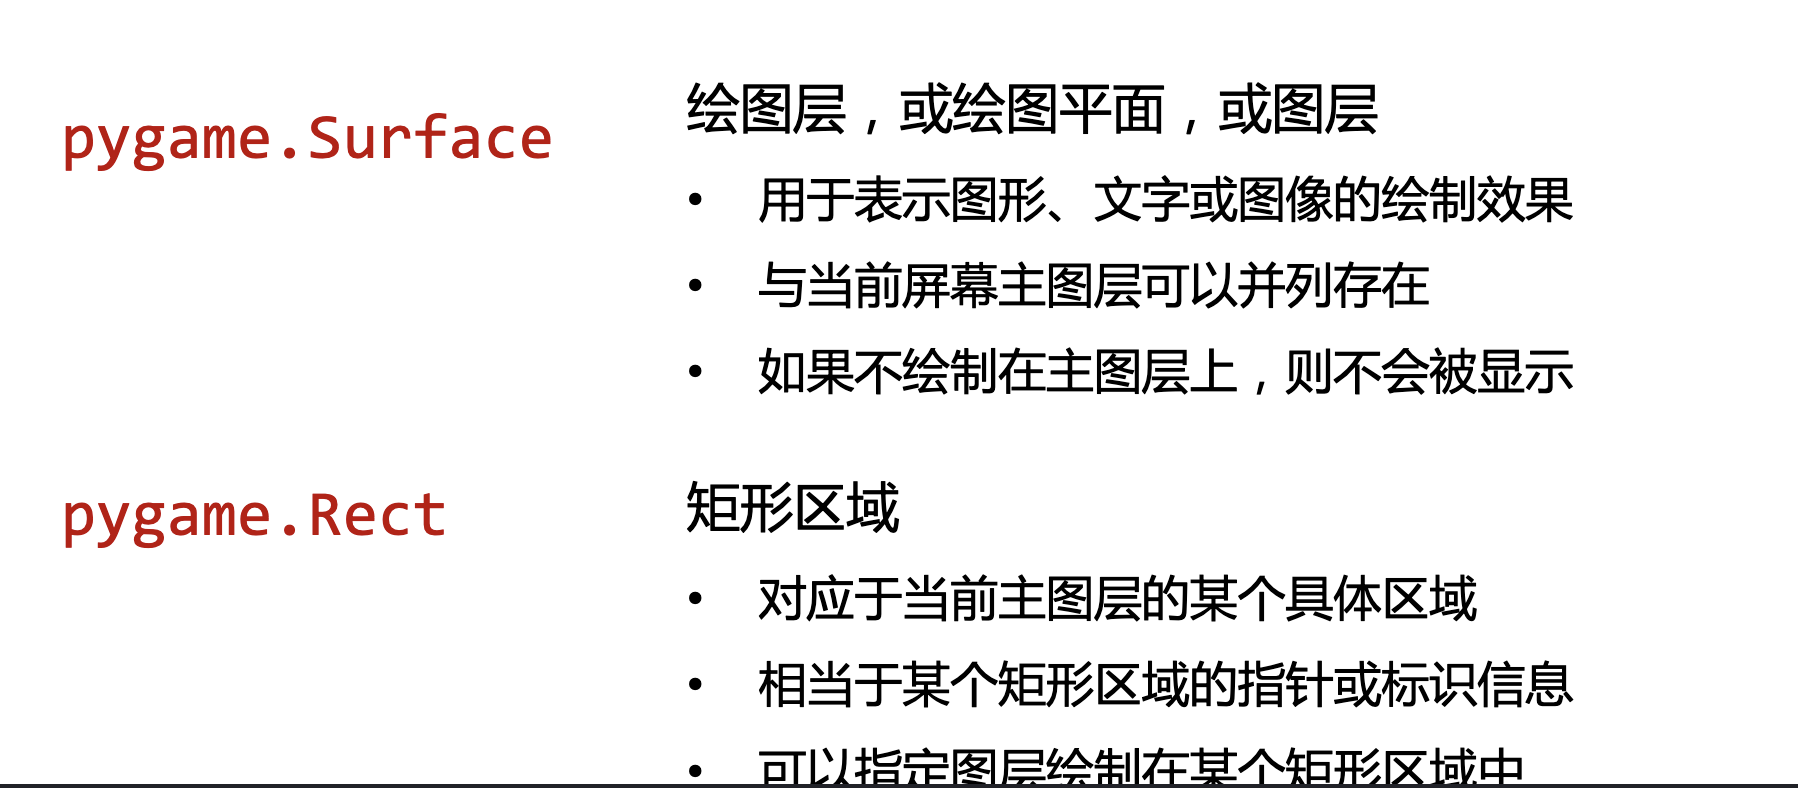 pygame.Surface
绘图层，或绘图平面，或图层
• 用于表示图形、文字或图像的绘制效果
• 与当前屏幕主图层可以并列存在
• 如果不绘制在主图层上，则不会被显示
pygame.Rect
矩形区域
• 对应于当前主图层的某个具体区域
• 相当于某个矩形区域的指针或标识信息
• 可以指定图层绘制在某个矩形区域中